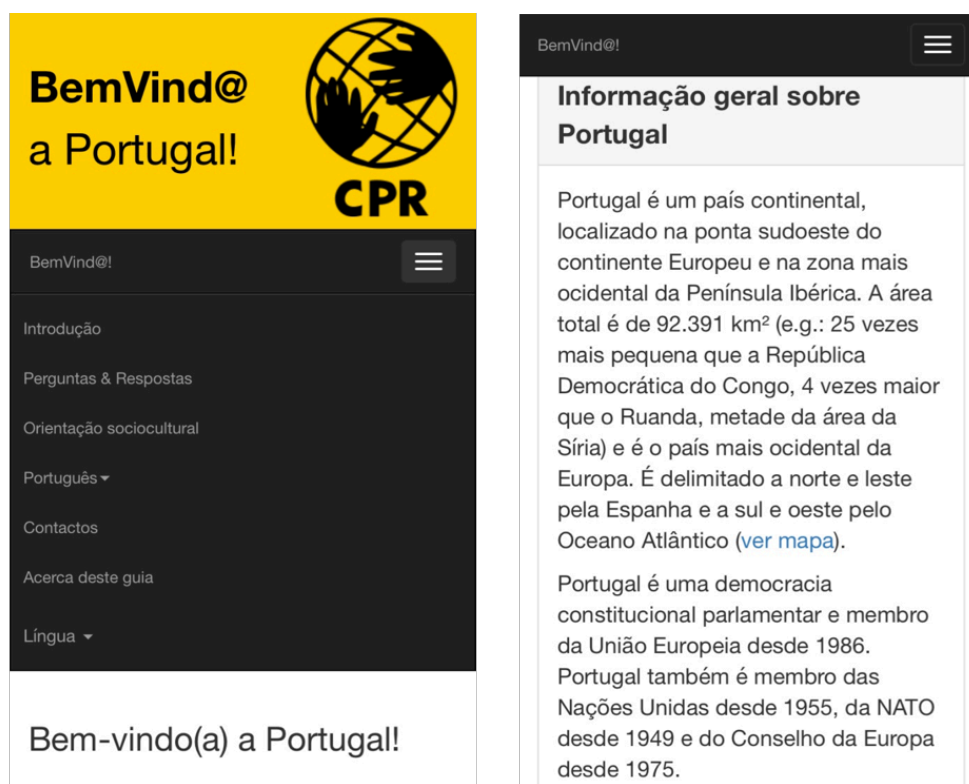 BemVind@
a Portugal!
CPR
BemVind@!
Introdução
Perguntas & Respostas
Orientação sociocultural
Português
Contactos
Acerca deste guia
Língua
Bem-vindo(a) a Portugal!
BemVind@!
Informação geral sobre
Portugal
Portugal é um país continental,
localizado na ponta sudoeste do
continente Europeu e na zona mais
ocidental da Península Ibérica. A área
total é de 92.391 km² (e.g.: 25 vezes
mais pequena que a República
Democrática do Congo, 4 vezes maior
que o Ruanda, metade da área da
Síria) e é o país mais ocidental da
Europa. É delimitado a norte e leste
pela Espanha e a sul e oeste pelo
Oceano Atlântico (ver mapa).
Portugal é uma democracia
constitucional parlamentar e membro
da União Europeia desde 1986.
Portugal também é membro das
Nações Unidas desde 1955, da NATO
desde 1949 e do Conselho da Europa
desde 1975.